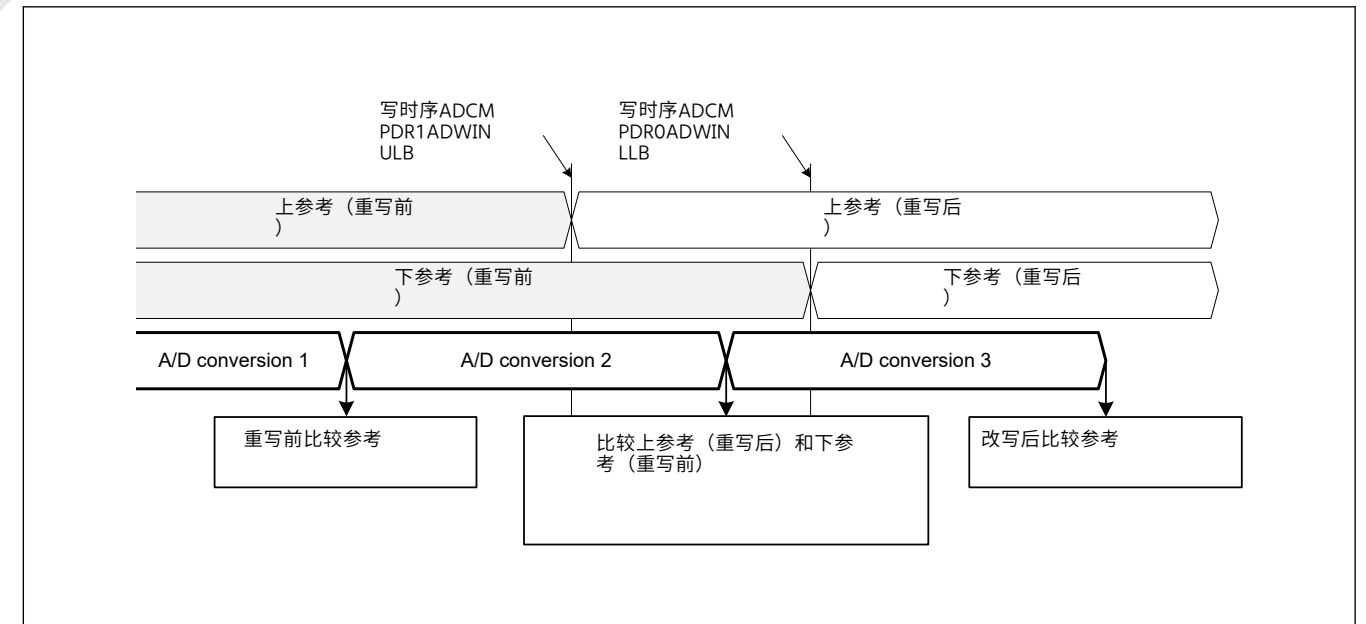 写时序ADCM
PDR1ADWIN
ULB
写时序ADCM
PDR0ADWIN
LLB
上参考（重写前
）
上参考（重写后
）
下参考（重写前
）
下参考（重写后
）
A/D conversion 1
A/D conversion 2
A/D conversion 3
重写前比较参考
比较上参考（重写后）和下参
考（重写前）
改写后比较参考